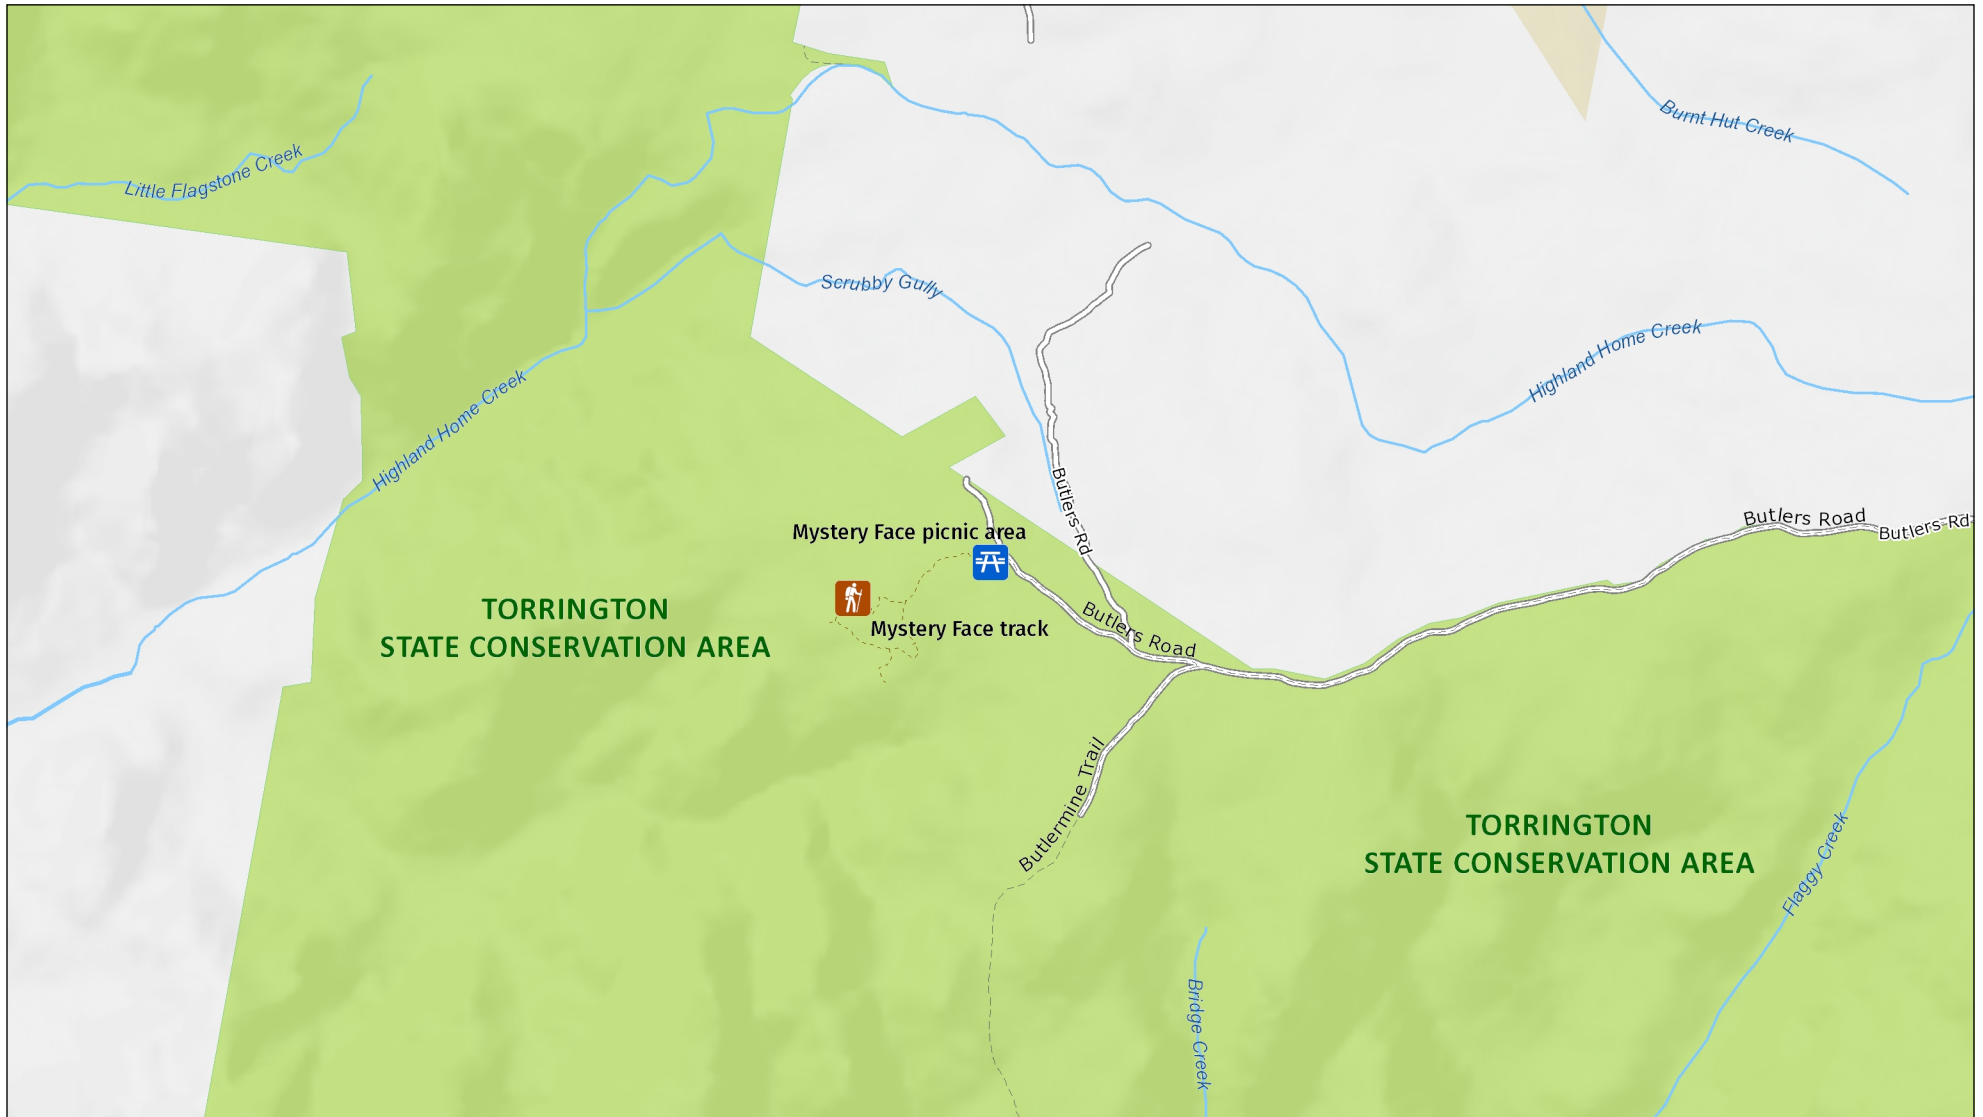 Burnt Hut Creek
Little Flagstone Creek
Scrubby Gully
Highland Home Creek
Highland Home Creek
Butlers Rd
Butlers Road
Butlers Rd
Mystery Face picnic area
TORRINGTON
STATE CONSERVATION AREA
Mystery Face track
Butlers Road
Butlermine Trail
TORRINGTON
STATE CONSERVATION AREA
Flaggy Creek
Bridge Creek